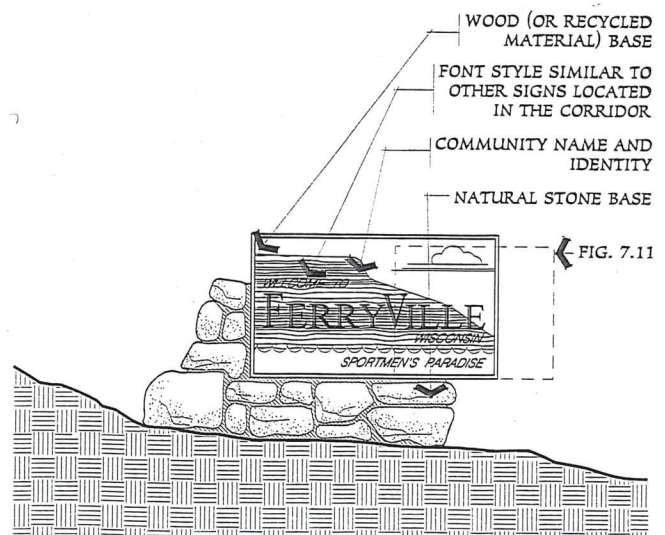 WOOD (OR RECYCLED
MATERIAL) BASE
FONT STYLE SIMILAR TO
OTHER SIGNS LOCATED
IN THE CORRIDOR
COMMUNITY NAME AND
IDENTITY
NATURAL STONE BASE
FIG. 7.11
WELCOME TO
FERRYVILLE
WISCONSIN
SPORTMEN'S PARADISE